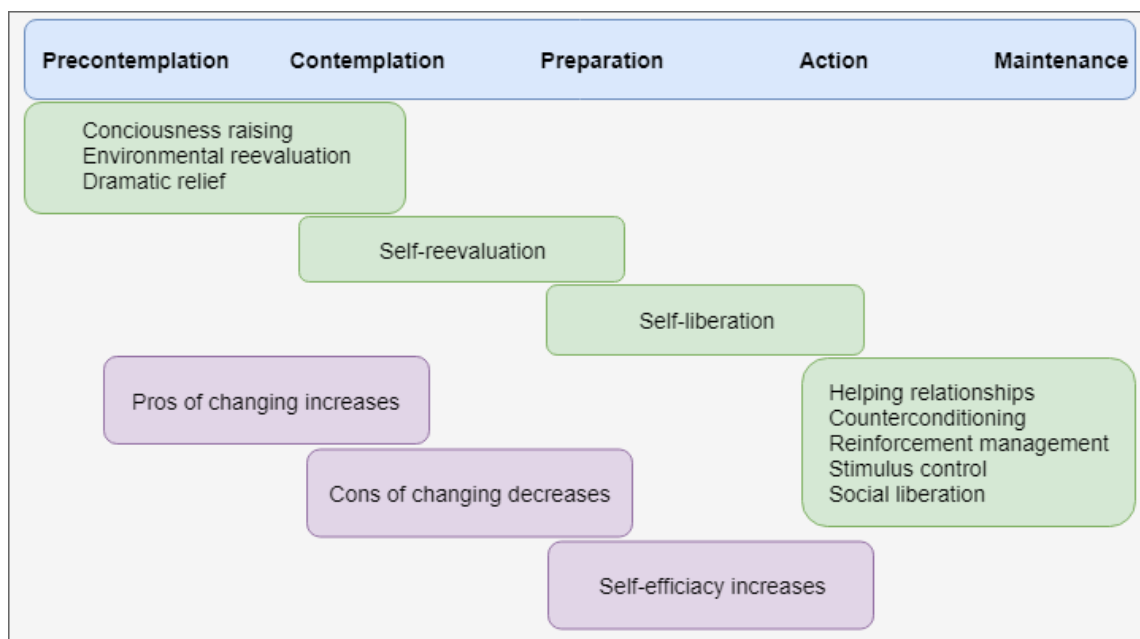 Precontemplation Contemplation Preparation Action Maintenance
Conciousness raising
Environmental reevaluation
Dramatic relief
Self-reevaluation
Self-liberation
Pros of changing increases
Helping relationships
Counterconditioning
Reinforcement management
Stimulus control
Social liberation
Cons of changing decreases
Self-efficiacy increases